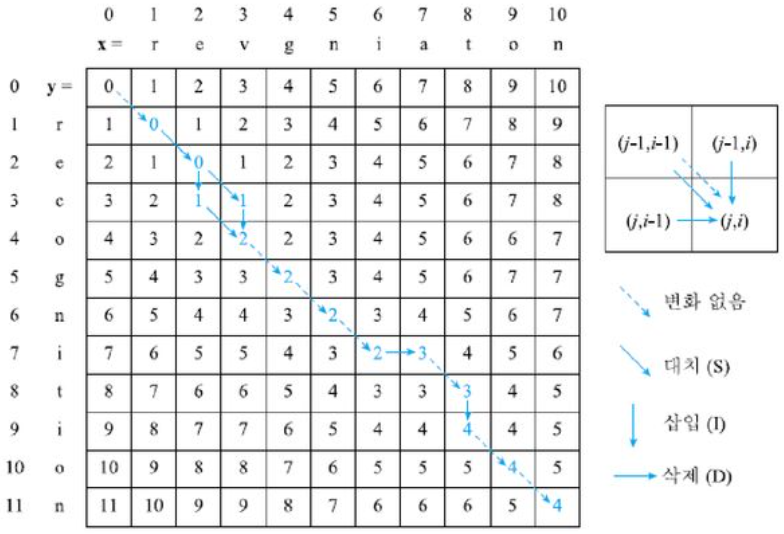 0 1 2 3 4 5 6 7 8 9 10
x = r e v g n i a t o n
0 y = 0 1 2 3 4 5 6 7 8 9 10
1 r 1 0 1 2 3 4 5 6 7 8 9
2 e 2 1 0 1 2 3 4 5 6 7 8
3 c 3 2 1 1 2 3 4 5 6 7 8
4 o 4 3 2 2 2 3 4 5 6 6 7
5 g 5 4 3 3 2 3 4 5 6 7 7
6 n 6 5 4 4 3 2 3 4 5 6 7
7 i 7 6 5 5 4 3 2 3 4 5 6
8 t 8 7 6 6 5 4 3 3 3 4 5
9 i 9 8 7 7 6 5 4 4 4 4 5
10 o 10 9 8 8 7 6 5 5 5 4 5
11 n 11 10 9 9 8 7 6 6 6 5 4
(j-1,i-1) (j-1,i)
(j,i-1) (j,i)
변화 없음
대치 (S)
삽입 (I)
삭제 (D)